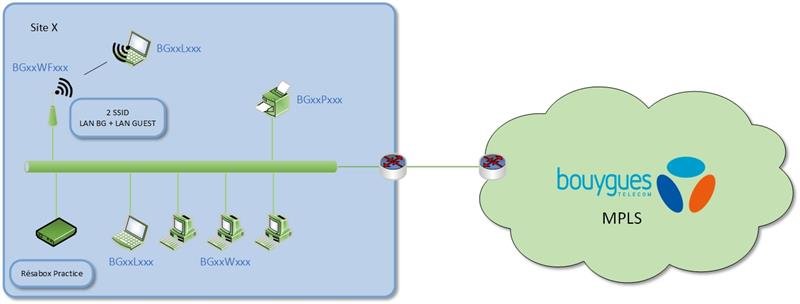 Site X
BGxxLxxx
BGxxWFxxx
BGxxPxxx
2 SSID
LAN BG + LAN GUEST
bouygues
TELECOM
MPLS
BGxxLxxx
BGxxWxxx
Résabox Practice